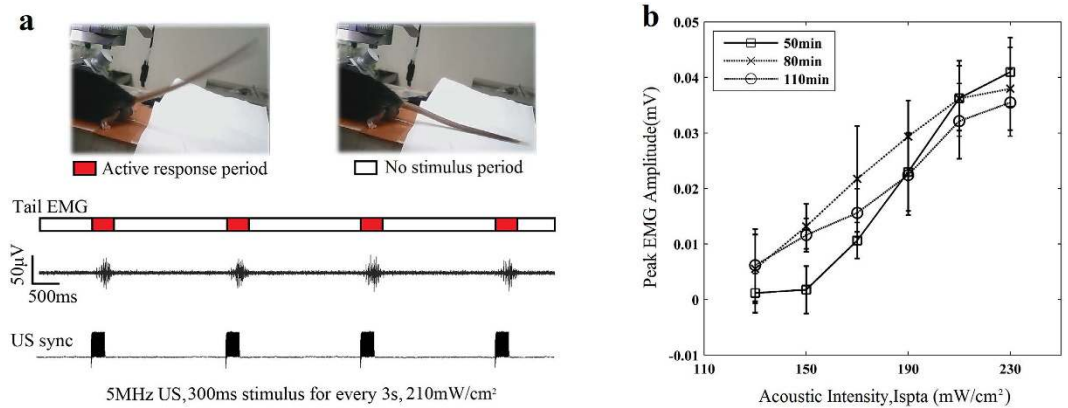 a
Active response period
No stimulus period
Tail EMG
50μV
500ms
US sync
5MHz US,300ms stimulus for every 3s,210mW/cm²
b
50min
80min
110min
Peak EMG Amplitude(mV)
0.05
0.04
0.03
0.02
0.01
0
-0.01
110
150
190
230
Acoustic Intensity,Ispta (mW/cm²)